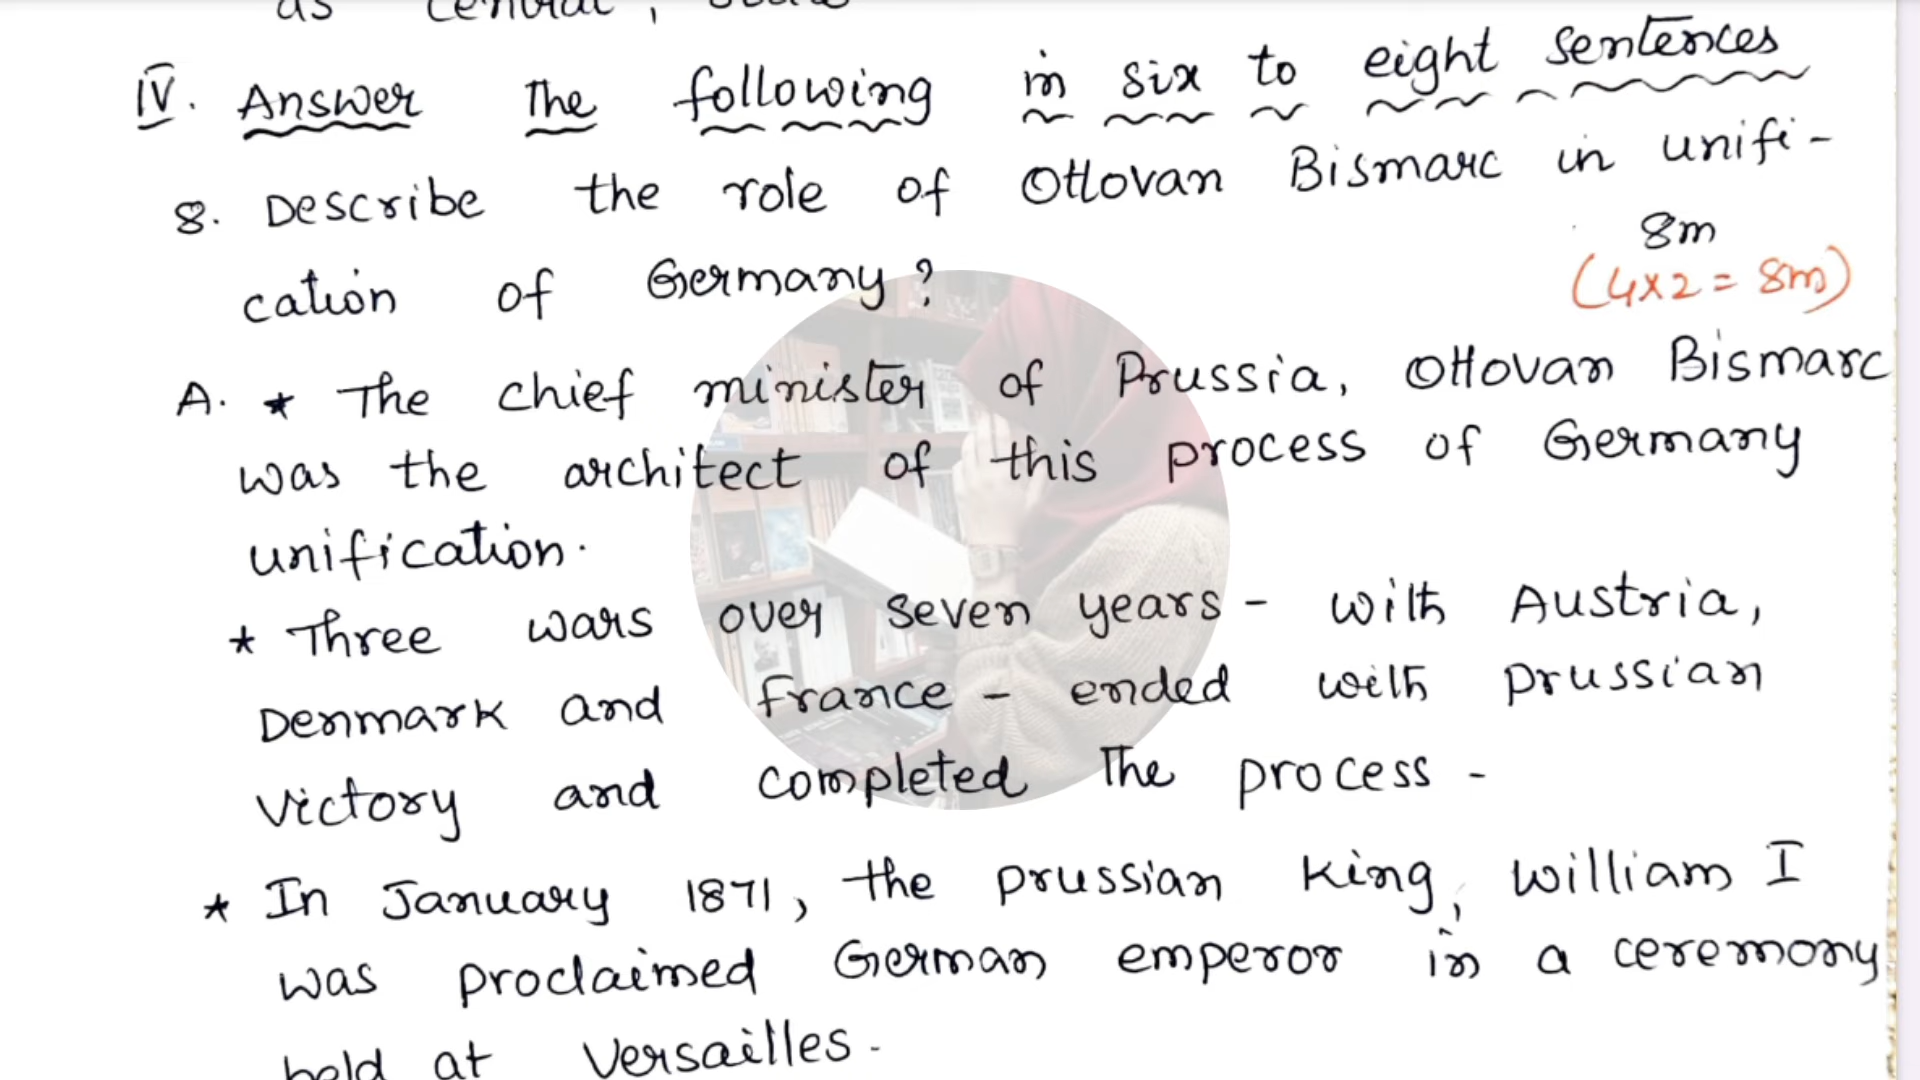 as central,
IV. Answer The following in six to eight sentences
8. Describe the role of Ottovan Bismarc in unifi-
cation of Germany?
8m
(4x2 = 8m)
A. * The chief minister of Prussia, Ottovan Bismarc
was the architect of this process of Germany
unification.
* Three wars over seven years - with Austria,
Denmark and France - ended with prussian
victory and completed The process -
* In January 1871, the prussian king, william I
was proclaimed German emperor in a ceremony
held at Versailles.